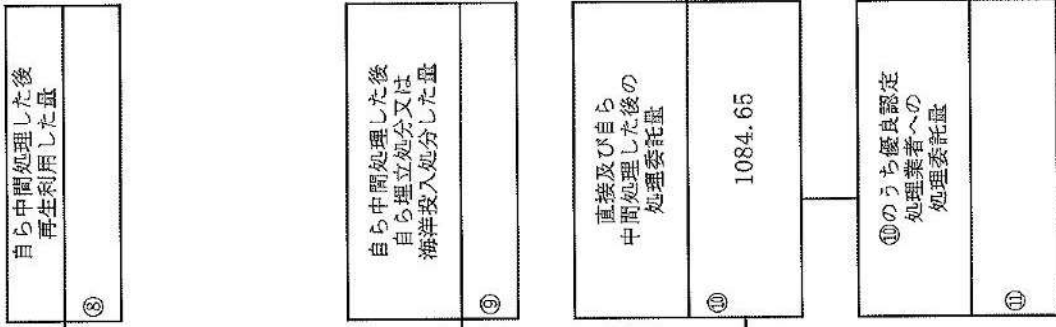 自ら中間処理した後
再生利用した量
⑧
自ら中間処理した後
自ら埋立処分又は
海洋投入処分した量
⑨
直接及び自ら
中間処理した後の
処理委託量
⑩
1084.65
⑩のうち優良認定
処理業者への
処理委託量
⑪